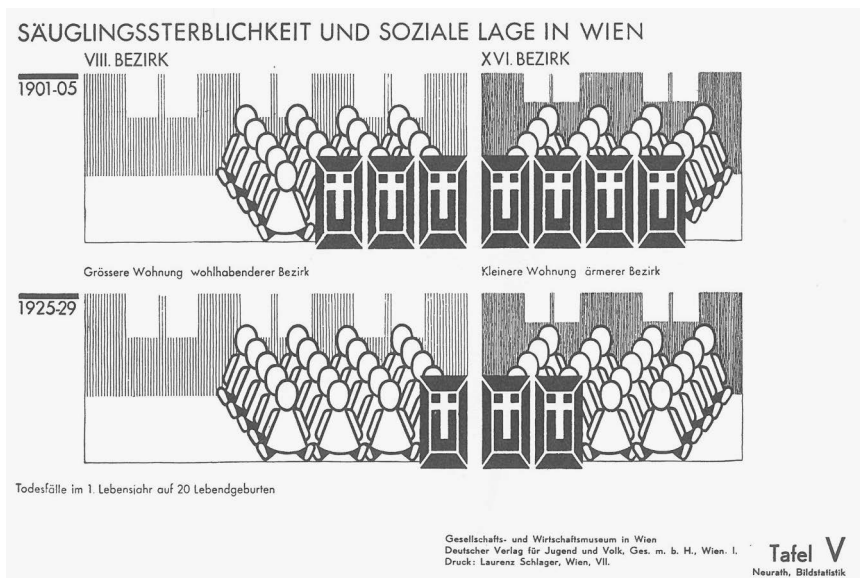 SÄUGLINGSSTERBLICHKEIT UND SOZIALE LAGE IN WIEN
VIII. BEZIRK
XVI. BEZIRK
1901-05
Grössere Wohnung wohlhabenderer Bezirk
Kleinere Wohnung ärmerer Bezirk
1925-29
Todesfälle im 1. Lebensjahr auf 20 Lebendgeburten
Gesellschafts- und Wirtschaftsmuseum in Wien
Deutscher Verlag für Jugend und Volk, Ges. m. b. H., Wien. I.
Druck: Laurenz Schlager, Wien, VII.
Tafel V
Neurath, Bildstatistik